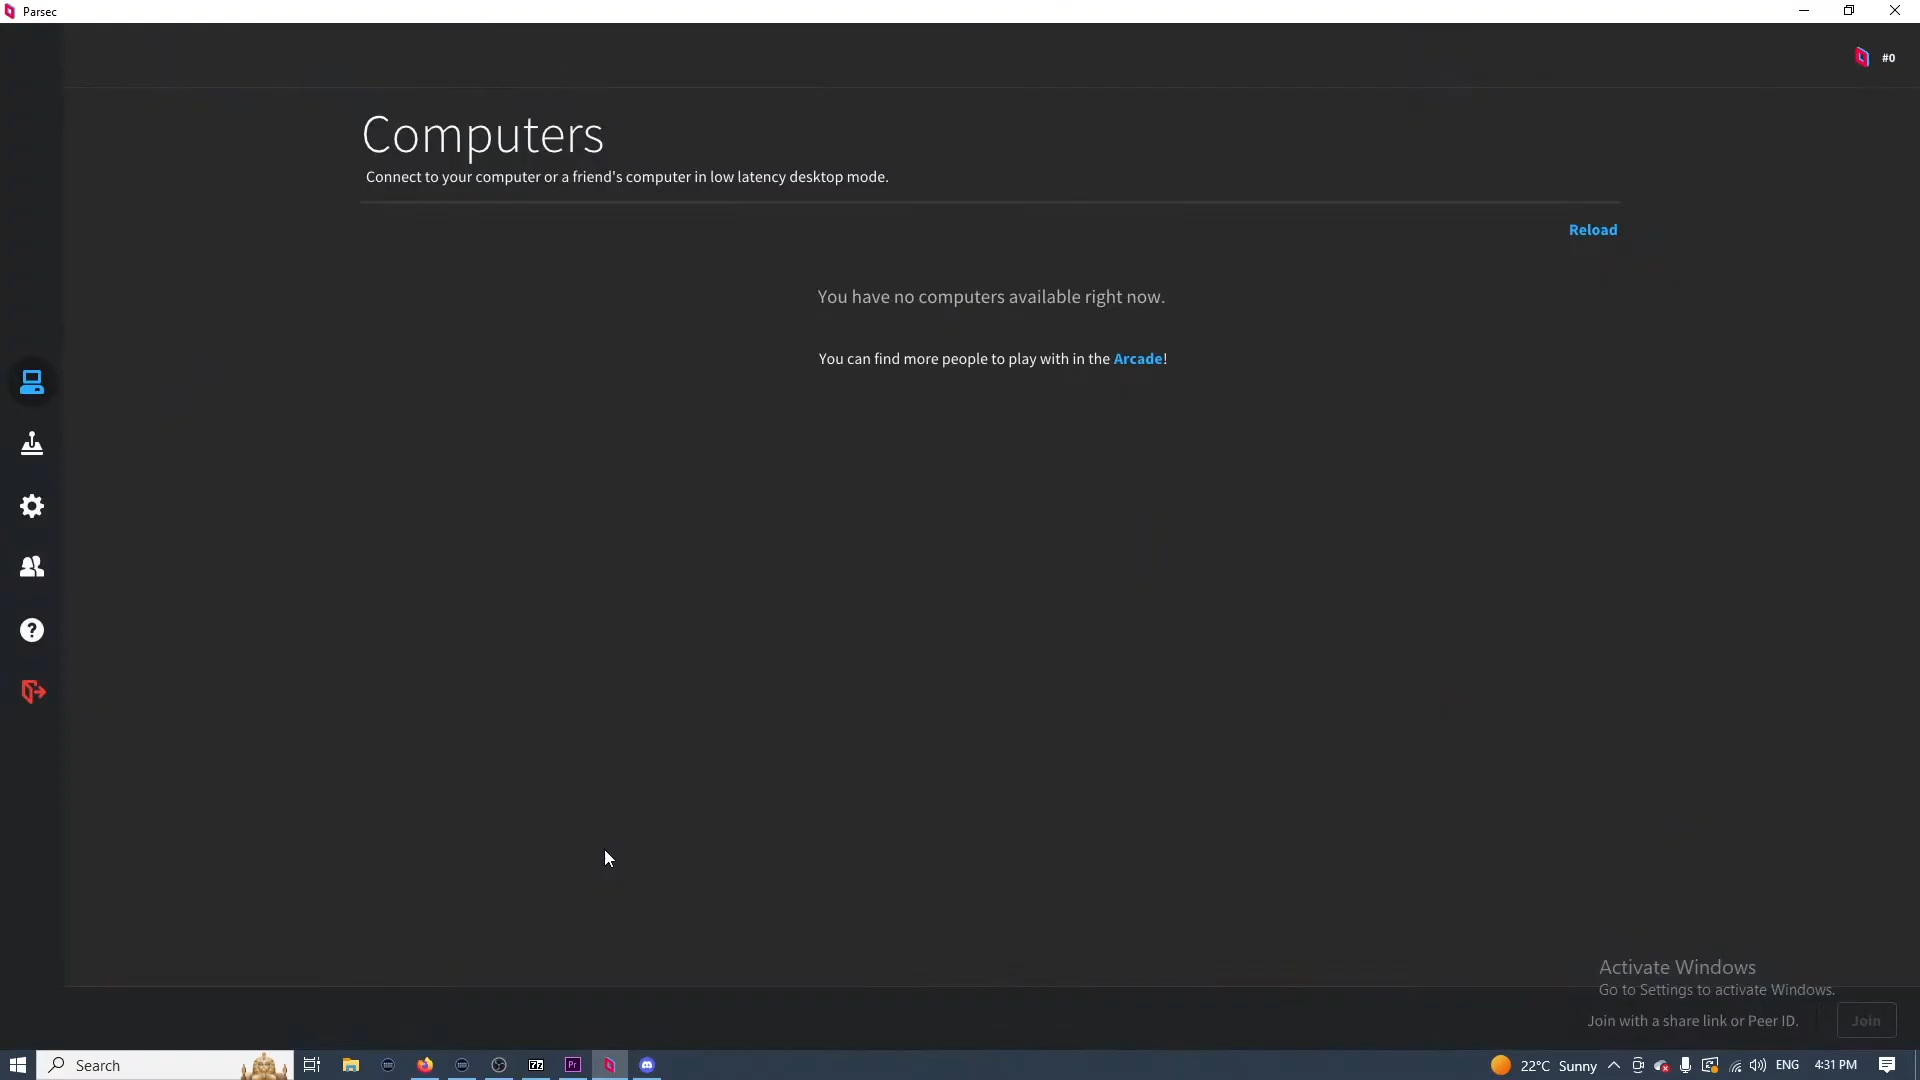 Parsec
#0
Computers
Connect to your computer or a friend's computer in low latency desktop mode.
Reload
You have no computers available right now.
You can find more people to play with in the Arcade!
?
Activate Windows
Go to Settings to activate Windows.
Join with a share link or Peer ID.
Join
Search
Pr
22°C Sunny
ENG
4:31 PM